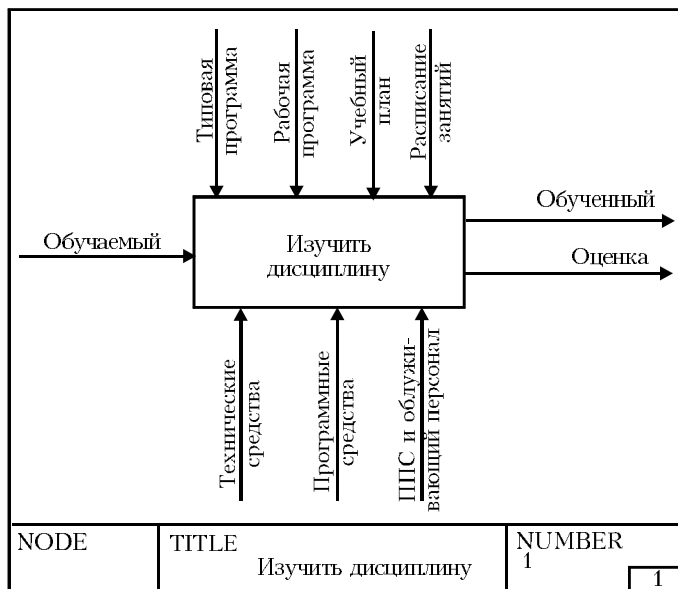 Типовая
программа
Рабочая
программа
Учебный
план
Расписание
занятий
Обучаемый
Изучить
дисциплину
Обученный
Оценка
Технические
средства
Программные
средства
ППС и облужи-
вающий персонал
NODE
TITLE
Изучить дисциплину
NUMBER
1
1